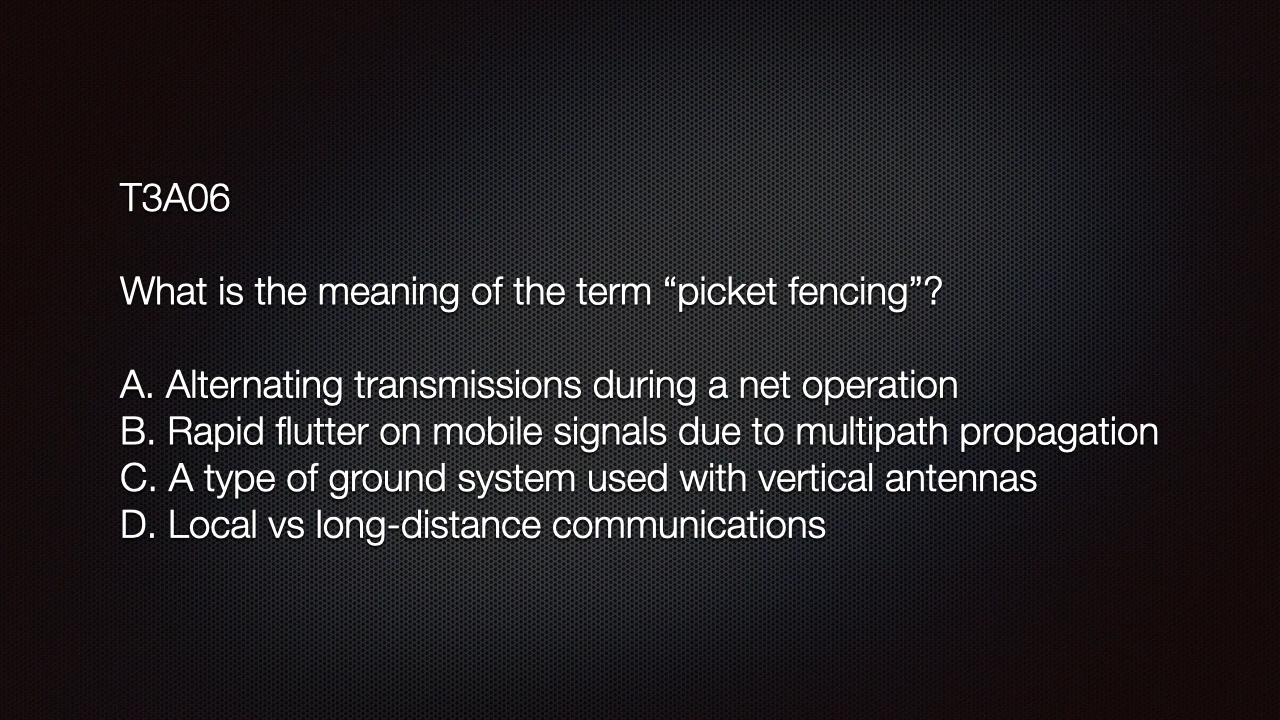 T3A06
What is the meaning of the term “picket fencing”?
A. Alternating transmissions during a net operation
B. Rapid flutter on mobile signals due to multipath propagation
C. A type of ground system used with vertical antennas
D. Local vs long-distance communications